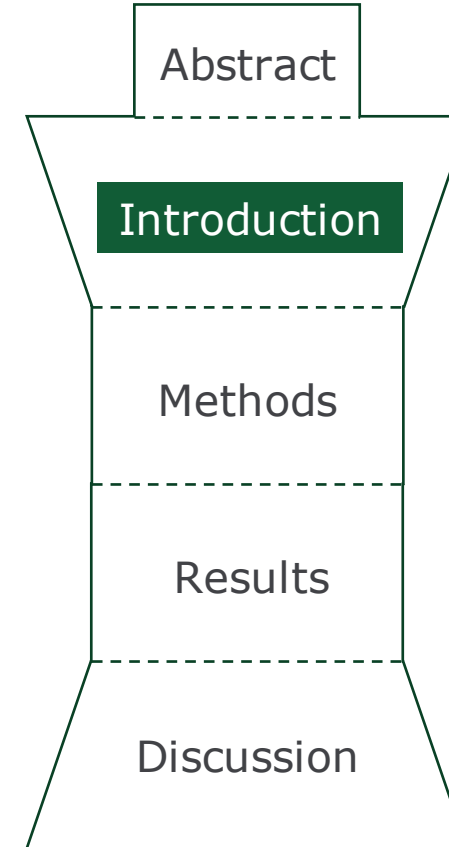 Abstract
Introduction
Methods
Results
Discussion